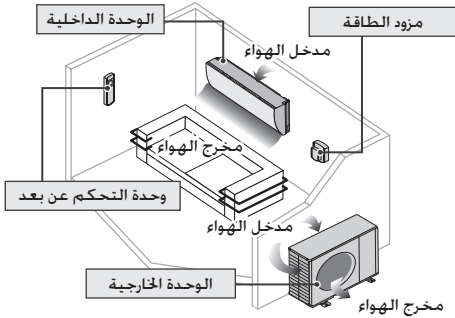 الوحدة الداخلية
مزود الطاقة
مدخل الهواء
مخرج الهواء
وحدة التحكم عن بعد
مدخل الهواء
الوحدة الخارجية
مخرج الهواء